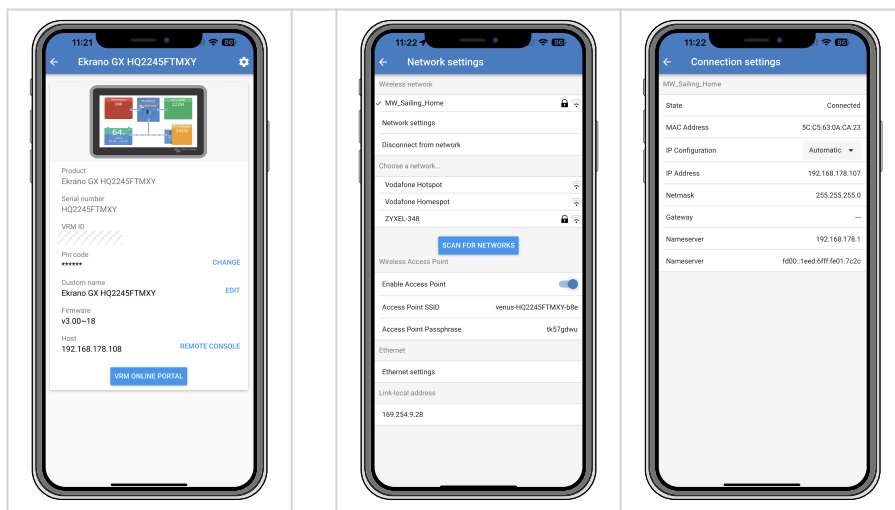 11:21
86
Ekrano GX HQ2245FTMXY
64
Product
Ekrano GX HQ2245FTMXY
Serial number
HQ2245FTMXY
VRM ID
Pin code
****** CHANGE
Custom name
Ekrano GX HQ2245FTMXY EDIT
Firmware
v3.00~18
Host
192.168.178.108 REMOTE CONSOLE
VRM ONLINE PORTAL
11:22
86
Network settings
Wireless network
MW_Sailing_Home
Network settings
Disconnect from network
Choose a network...
Vodafone Hotspot
Vodafone Homespot
ZYXEL-348
SCAN FOR NETWORKS
Wireless Access Point
Enable Access Point
Access Point SSID venus-HQ2245FTMXY-b8e
Access Point Passphrase tk57gdwu
Ethernet
Ethernet settings
Link-local address
169.254.9.28
11:22
86
Connection settings
MW_Sailing_Home
State Connected
MAC Address 5C:C5:63:0A:CA:23
IP Configuration Automatic
IP Address 192.168.178.107
Netmask 255.255.255.0
Gateway —
Nameserver 192.168.178.1
Nameserver fd00::1eed:6fff:fe01:7c2c